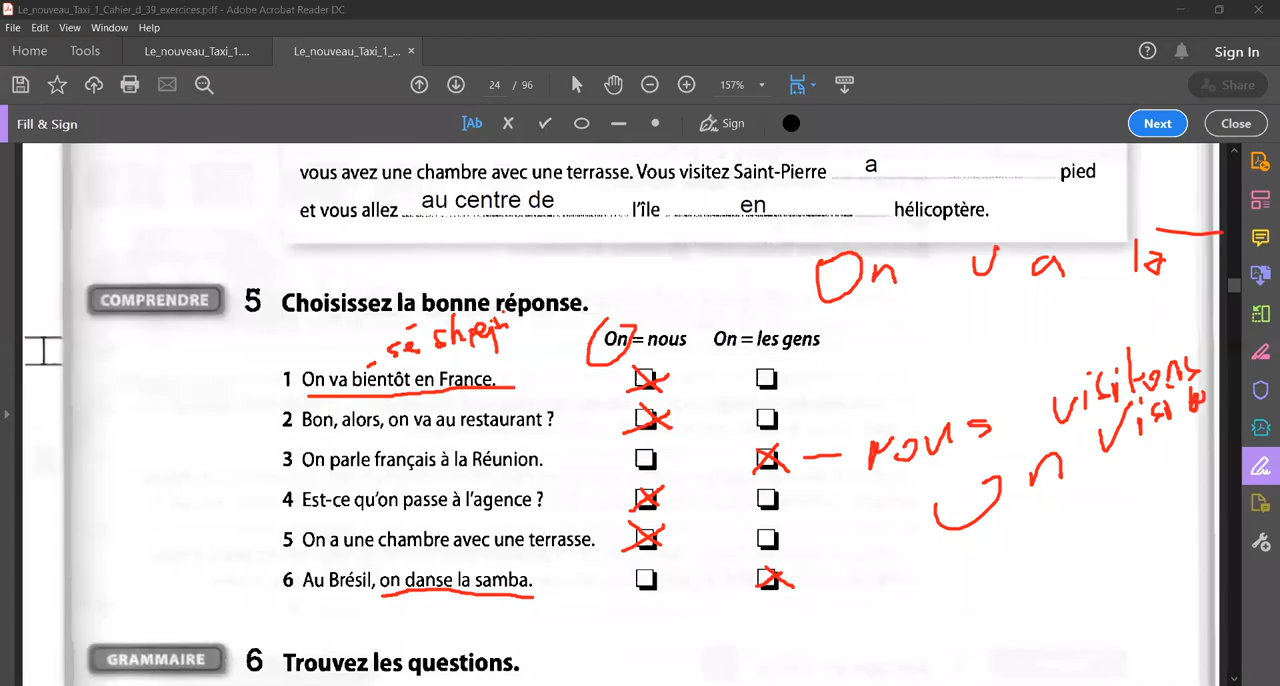 Le_nouveau_Taxi_1_Cahier_d_39_exercices.pdf - Adobe Acrobat Reader DC
File Edit View Window Help
Home Tools Le_nouveau_Taxi_1.... Le_nouveau_Taxi_1_... × Sign In
24 / 96 157% Share
Fill & Sign Ab Sign Next Close
vous avez une chambre avec une terrasse. Vous visitez Saint-Pierre a pied
et vous allez au centre de l'île en hélicoptère.
On va la
COMPRENDRE 5 Choisissez la bonne réponse.
On = nous On = les gens
1 On va bientôt en France.
2 Bon, alors, on va au restaurant ?
3 On parle français à la Réunion.
nous visitons
On
4 Est-ce qu'on passe à l'agence ?
5 On a une chambre avec une terrasse.
6 Au Brésil, on danse la samba.
GRAMMAIRE 6 Trouvez les questions.